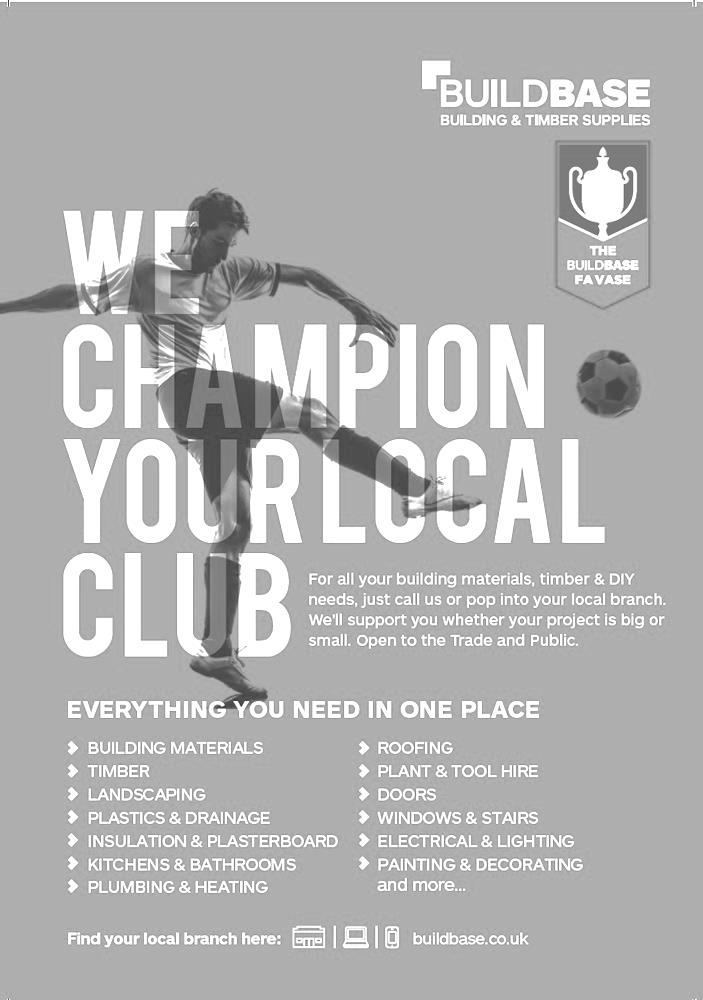 BUILDBASE
BUILDING & TIMBER SUPPLIES
THE
BUILDBASE
FA VASE
WE
CHAMPION
YOUR LOCAL
CLUB
For all your building materials, timber & DIY
needs, just call us or pop into your local branch.
We'll support you whether your project is big or
small. Open to the Trade and Public.
EVERYTHING YOU NEED IN ONE PLACE
BUILDING MATERIALS
TIMBER
LANDSCAPING
PLASTICS & DRAINAGE
INSULATION & PLASTERBOARD
KITCHENS & BATHROOMS
PLUMBING & HEATING
ROOFING
PLANT & TOOL HIRE
DOORS
WINDOWS & STAIRS
ELECTRICAL & LIGHTING
PAINTING & DECORATING
and more...
Find your local branch here: buildbase.co.uk